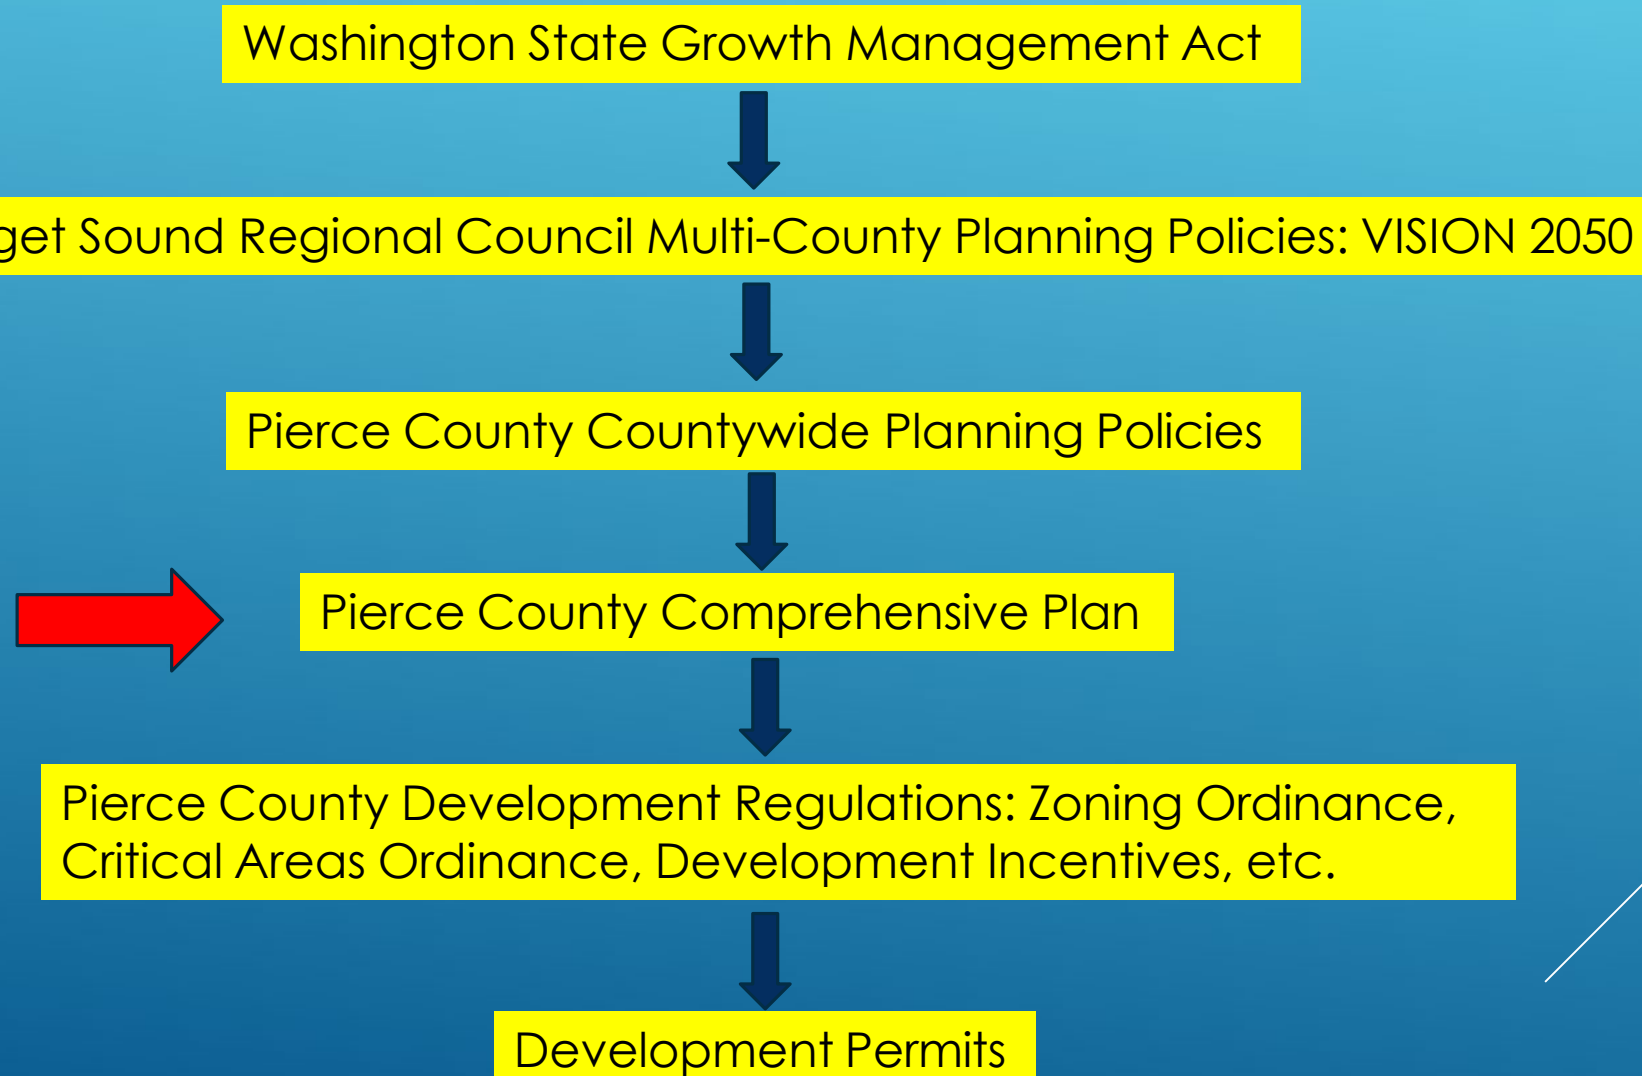 Washington State Growth Management Act
get Sound Regional Council Multi-County Planning Policies: VISION 2050
Pierce County Countywide Planning Policies
Pierce County Comprehensive Plan
Pierce County Development Regulations: Zoning Ordinance,
Critical Areas Ordinance, Development Incentives, etc.
Development Permits